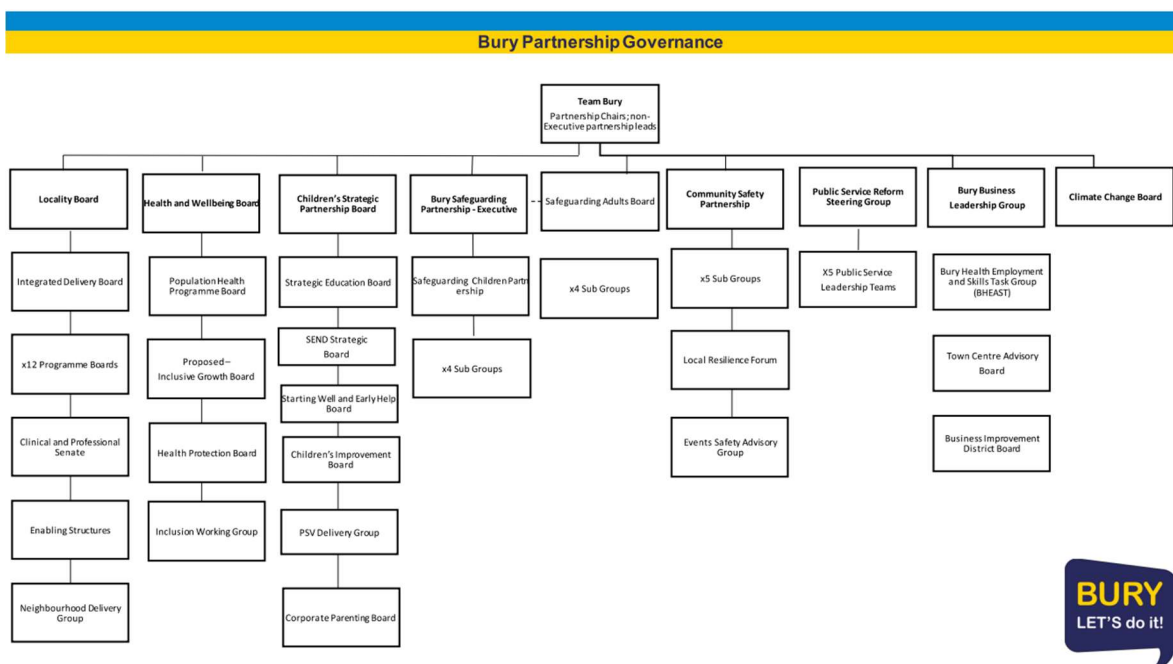 Bury Partnership Governance
Team Bury
Partnership Chairs; non-
Executive partnership leads
Locality Board
Health and Wellbeing Board
Children's Strategic
Partnership Board
Bury Safeguarding
Partnership - Executive
Safeguarding Adults Board
Community Safety
Partnership
Public Service Reform
Steering Group
Bury Business
Leadership Group
Climate Change Board
Integrated Delivery Board
x12 Programme Boards
Clinical and Professional
Senate
Enabling Structures
Neighbourhood Delivery
Group
Population Health
Programme Board
Proposed –
Inclusive Growth Board
Health Protection Board
Inclusion Working Group
Strategic Education Board
SEND Strategic
Board
Starting Well and Early Help
Board
Children's Improvement
Board
PSV Delivery Group
Corporate Parenting Board
Safeguarding Children Partn
ership
x4 Sub Groups
x4 Sub Groups
x5 Sub Groups
Local Resilience Forum
Events Safety Advisory
Group
X5 Public Service
Leadership Teams
Bury Health Employment
and Skills Task Group
(BHEAST)
Town Centre Advisory
Board
Business Improvement
District Board
BURY
LET'S do it!